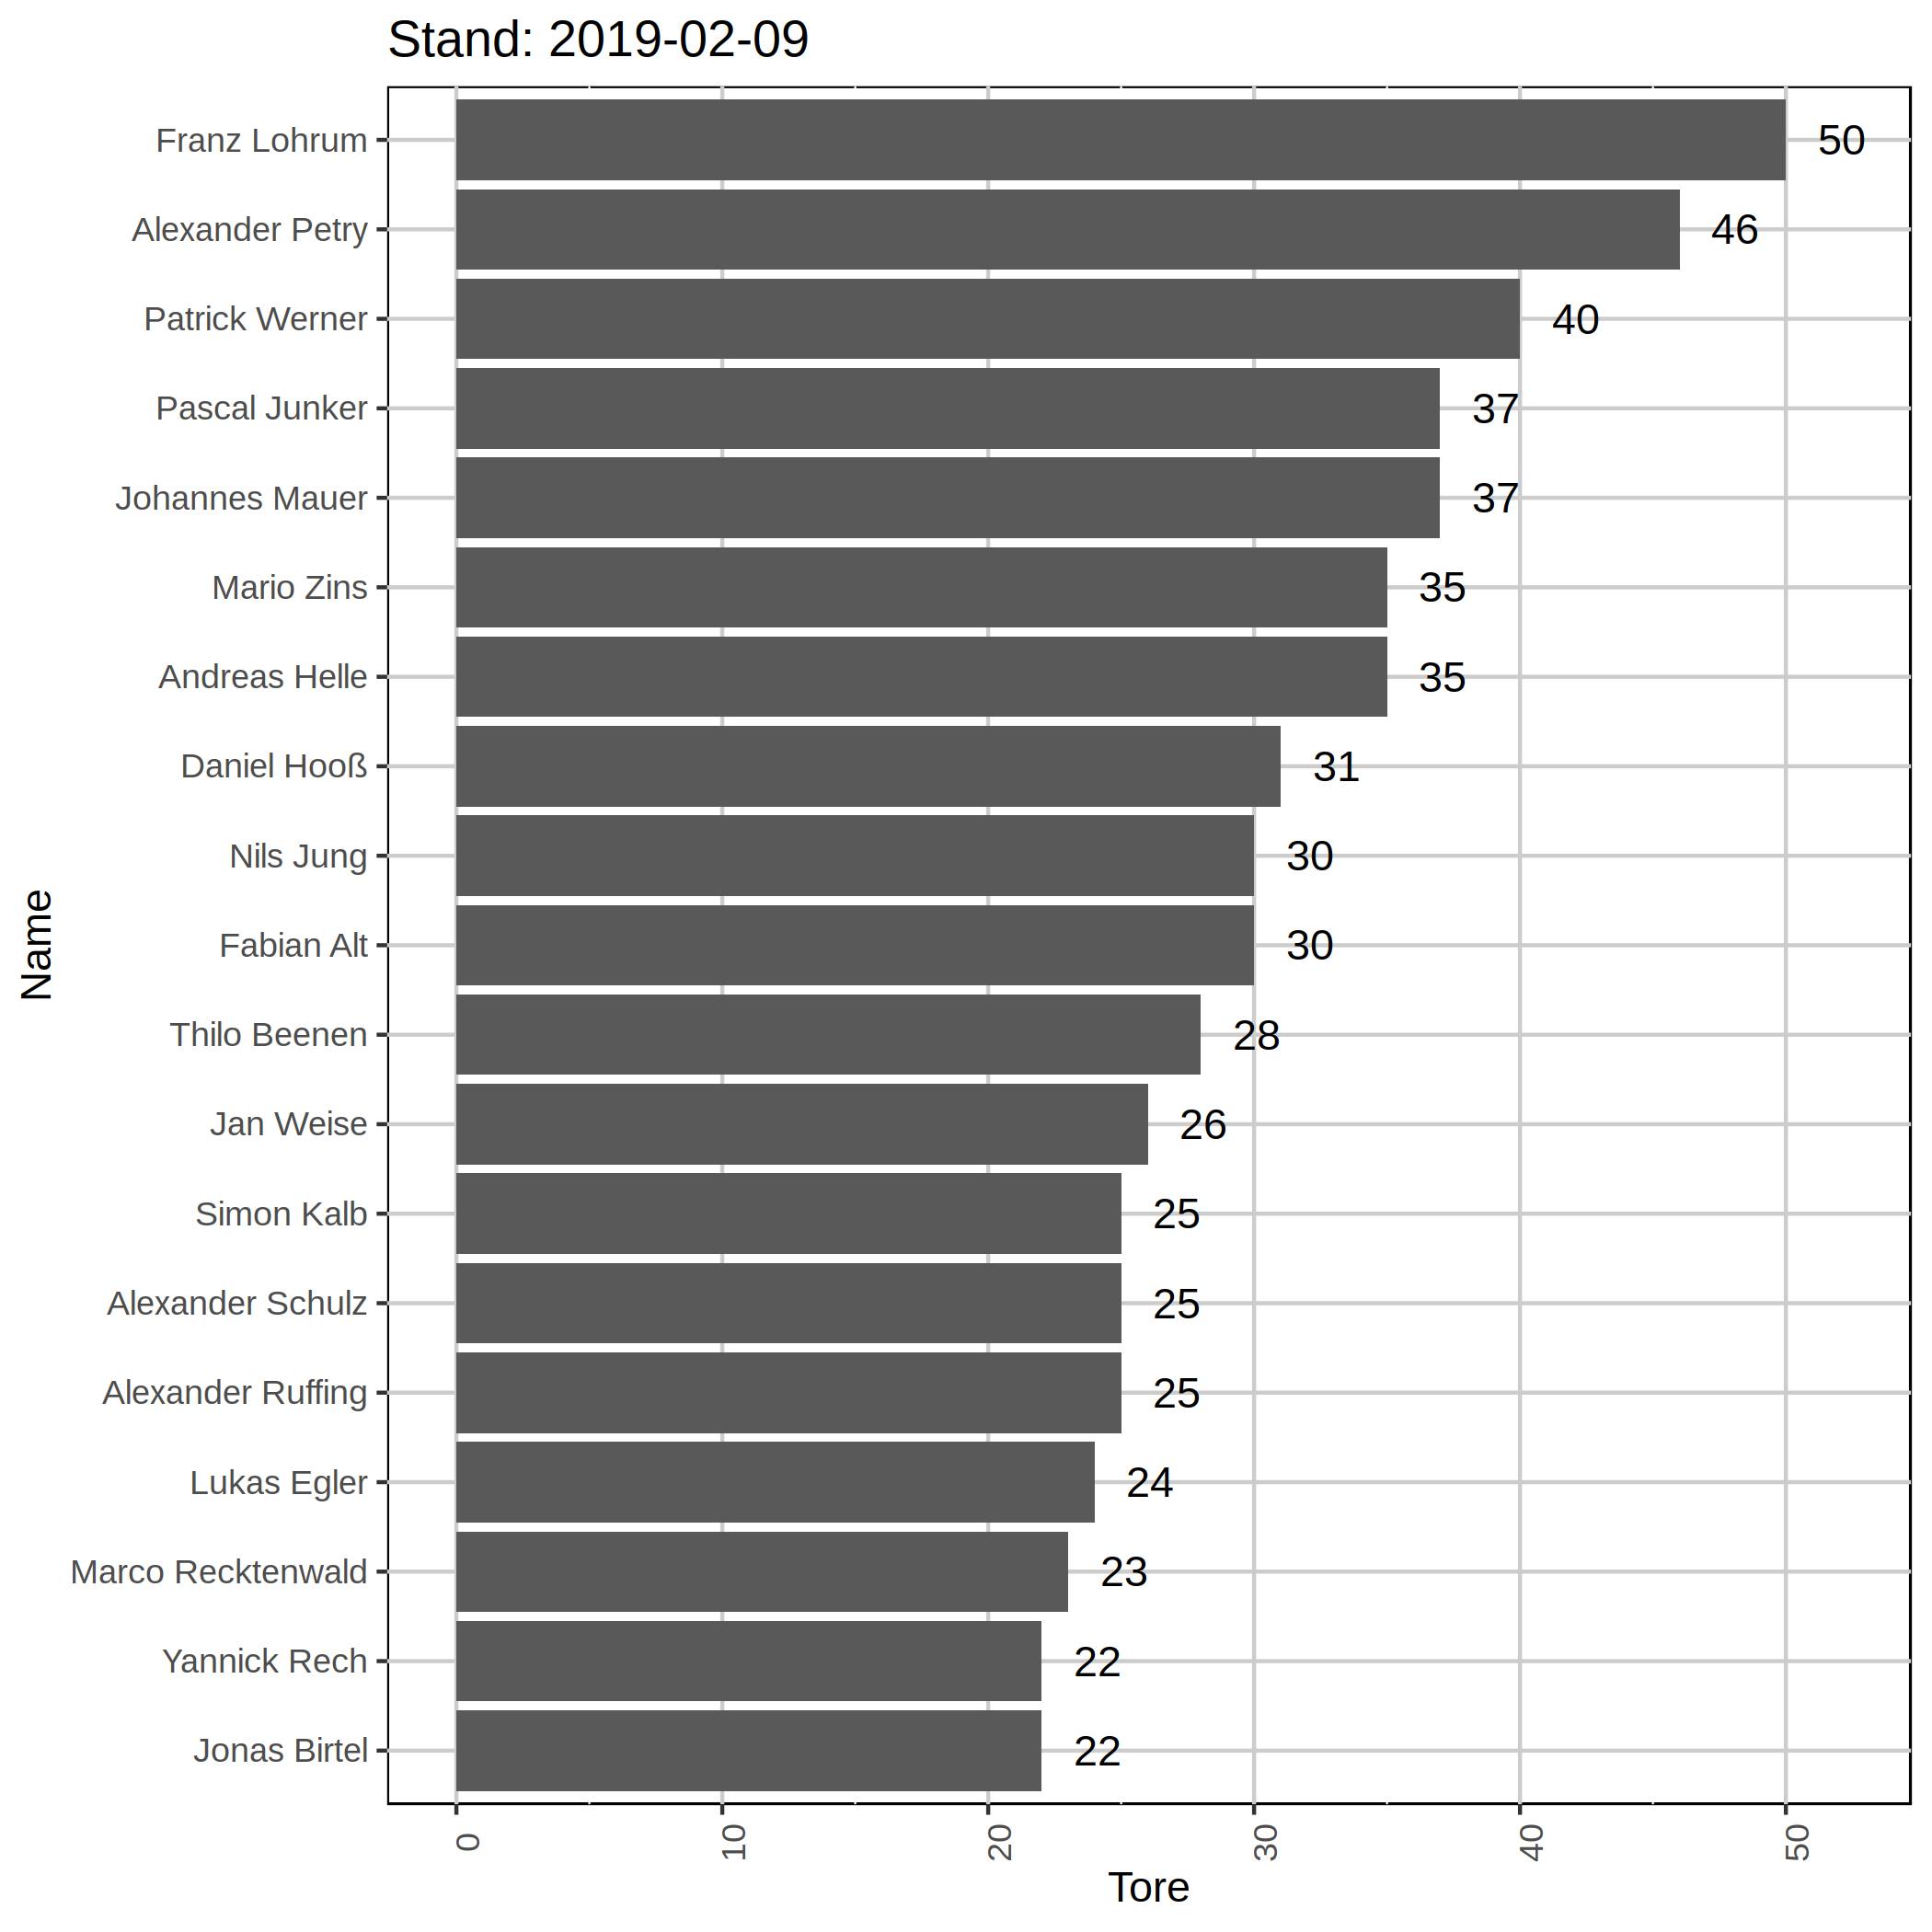 Stand: 2019-02-09
Franz Lohrum 50
Alexander Petry 46
Patrick Werner 40
Pascal Junker 37
Johannes Mauer 37
Mario Zins 35
Andreas Helle 35
Daniel Hooß 31
Nils Jung 30
Fabian Alt 30
Thilo Beenen 28
Jan Weise 26
Simon Kalb 25
Alexander Schulz 25
Alexander Ruffing 25
Lukas Egler 24
Marco Recktenwald 23
Yannick Rech 22
Jonas Birtel 22
Name
0 10 20 30 40 50
Tore